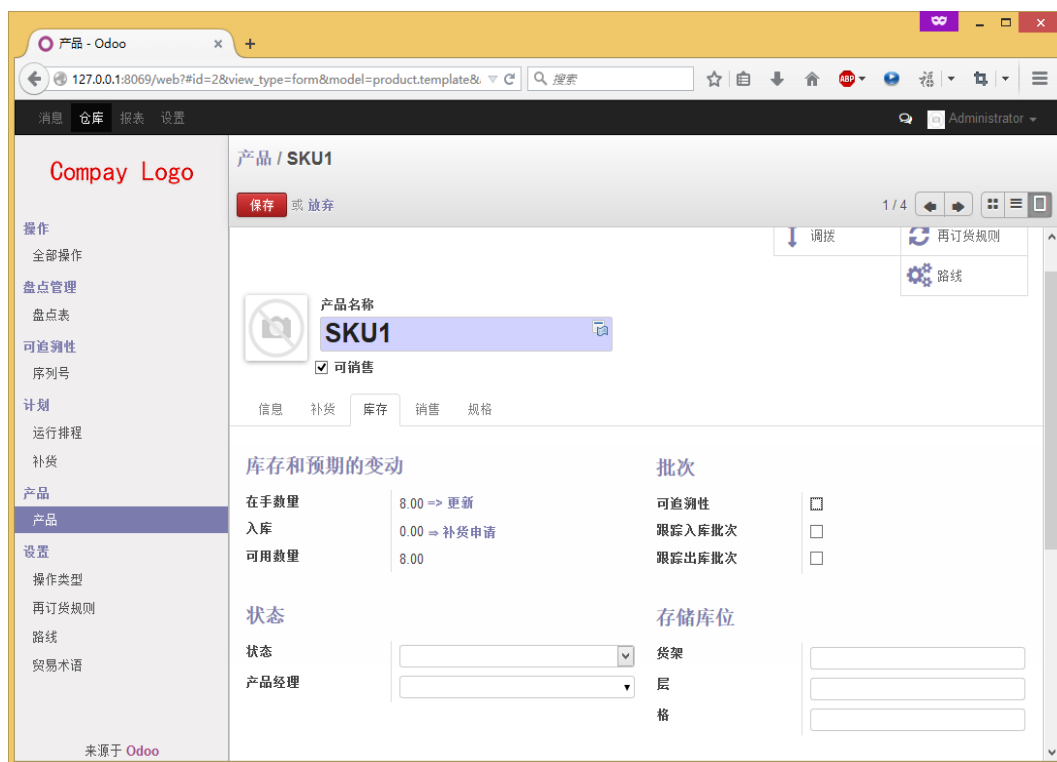 产品 - Odoo
127.0.0.1:8069/web?#id=2&view_type=form&model=product.template&
搜索
ABP
消息 仓库 报表 设置
Administrator
Compay Logo
产品 / SKU1
保存 或 放弃
1 / 4
操作
全部操作
盘点管理
盘点表
可追溯性
序列号
计划
运行排程
补货
产品
产品
设置
操作类型
再订货规则
路线
贸易术语
来源于 Odoo
调拨
再订货规则
路线
产品名称
SKU1
可销售
信息 补货 库存 销售 规格
库存和预期的变动
在手数量 8.00 => 更新
入库 0.00 ⇒ 补货申请
可用数量 8.00
批次
可追溯性
跟踪入库批次
跟踪出库批次
状态
状态
产品经理
存储库位
货架
层
格